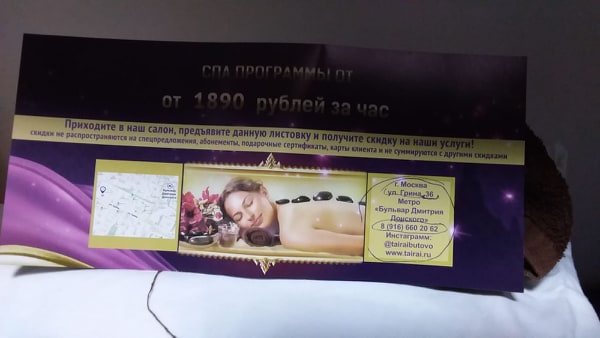 СПА ПРОГРАММЫ ОТ
от 1890 рублей за час
Приходите в наш салон, предъявите данную листовку и получите скидку на наши услуги!
скидки не распространяются на спецпредложения, абонементы, подарочные сертификаты, карты клиента и не суммируются с другими скидками
г. Москва
ул. Грина, 36
Метро
«Бульвар Дмитрия
Донского»
8 (916) 660 20 62
Инстаграмм:
@tairaibutovo
www.tairai.ru